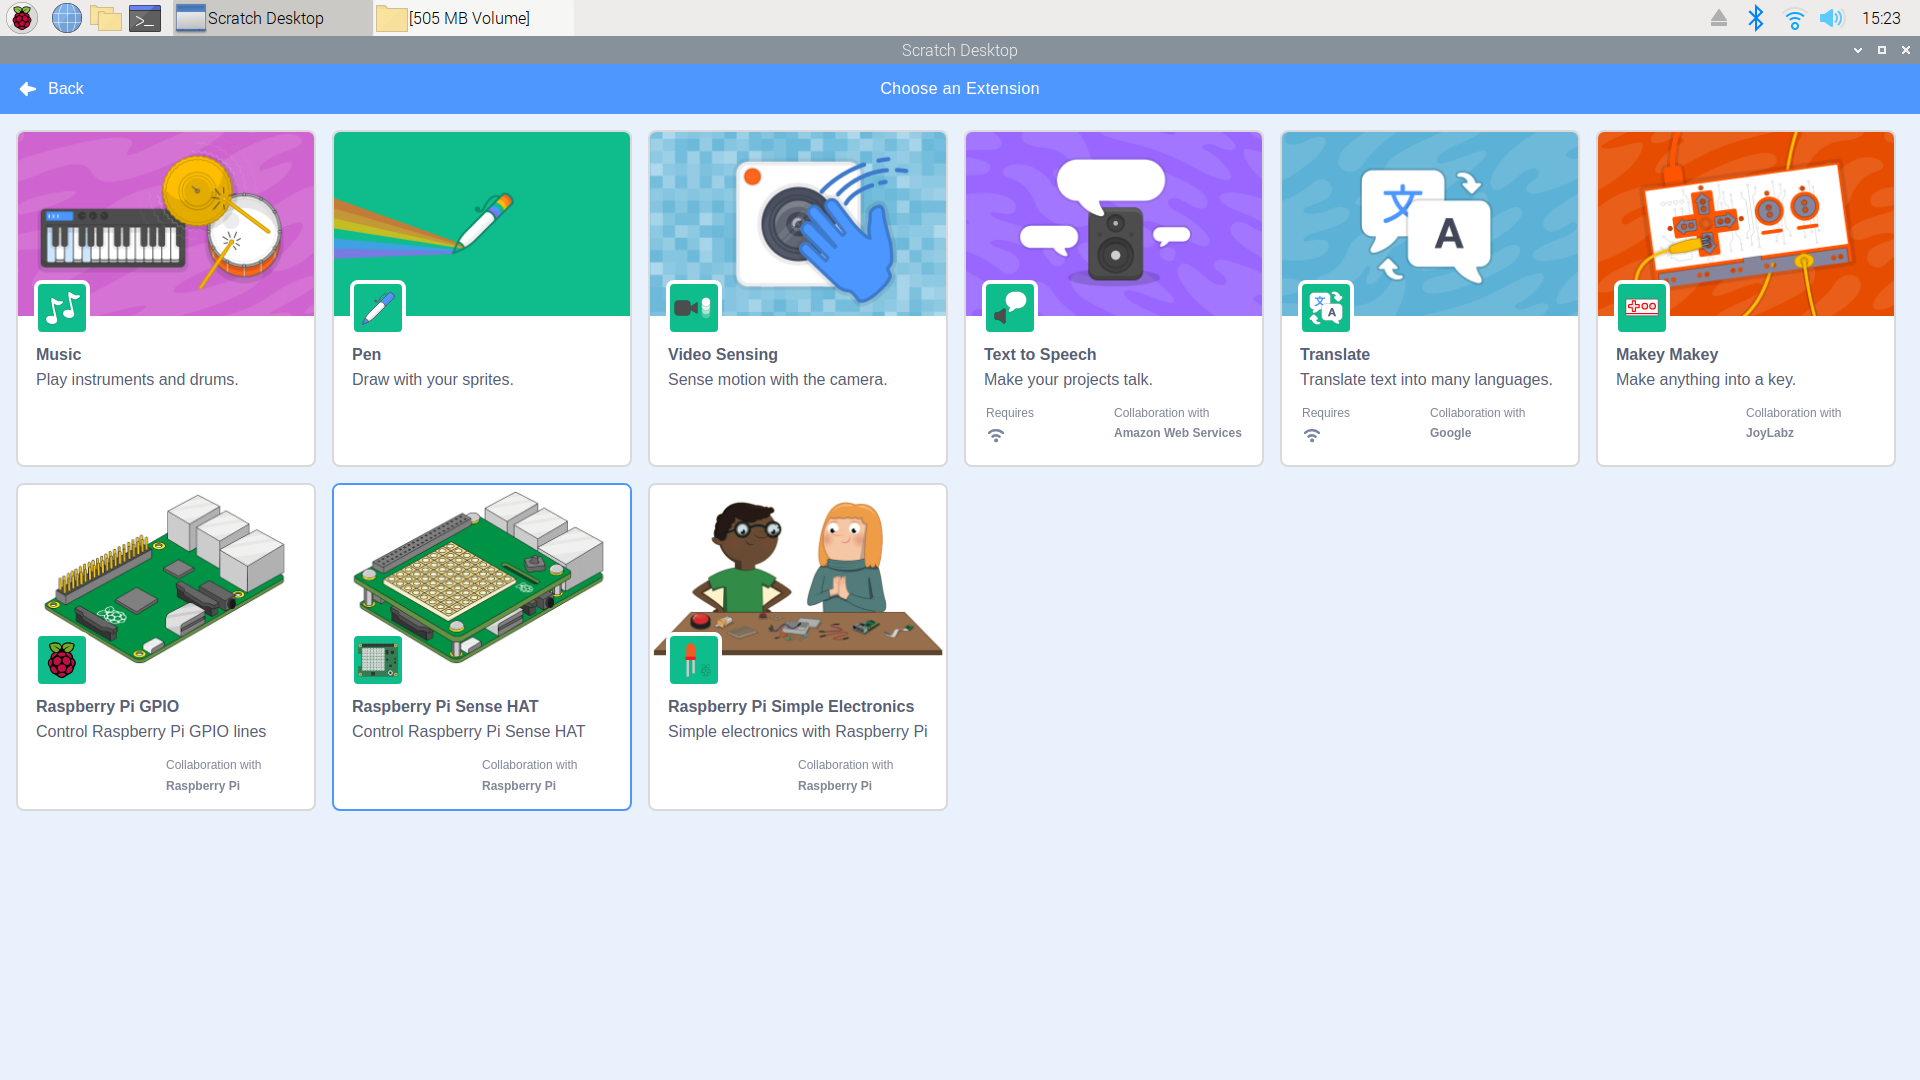 Scratch Desktop
[505 MB Volume]
15:23
Scratch Desktop
Back
Choose an Extension
文 A
Music
Play instruments and drums.
Pen
Draw with your sprites.
Video Sensing
Sense motion with the camera.
Text to Speech
Make your projects talk.
Requires
Collaboration with
Amazon Web Services
文 A
Translate
Translate text into many languages.
Requires
Collaboration with
Google
Makey Makey
Make anything into a key.
Collaboration with
JoyLabz
Raspberry Pi GPIO
Control Raspberry Pi GPIO lines
Collaboration with
Raspberry Pi
Raspberry Pi Sense HAT
Control Raspberry Pi Sense HAT
Collaboration with
Raspberry Pi
Raspberry Pi Simple Electronics
Simple electronics with Raspberry Pi
Collaboration with
Raspberry Pi